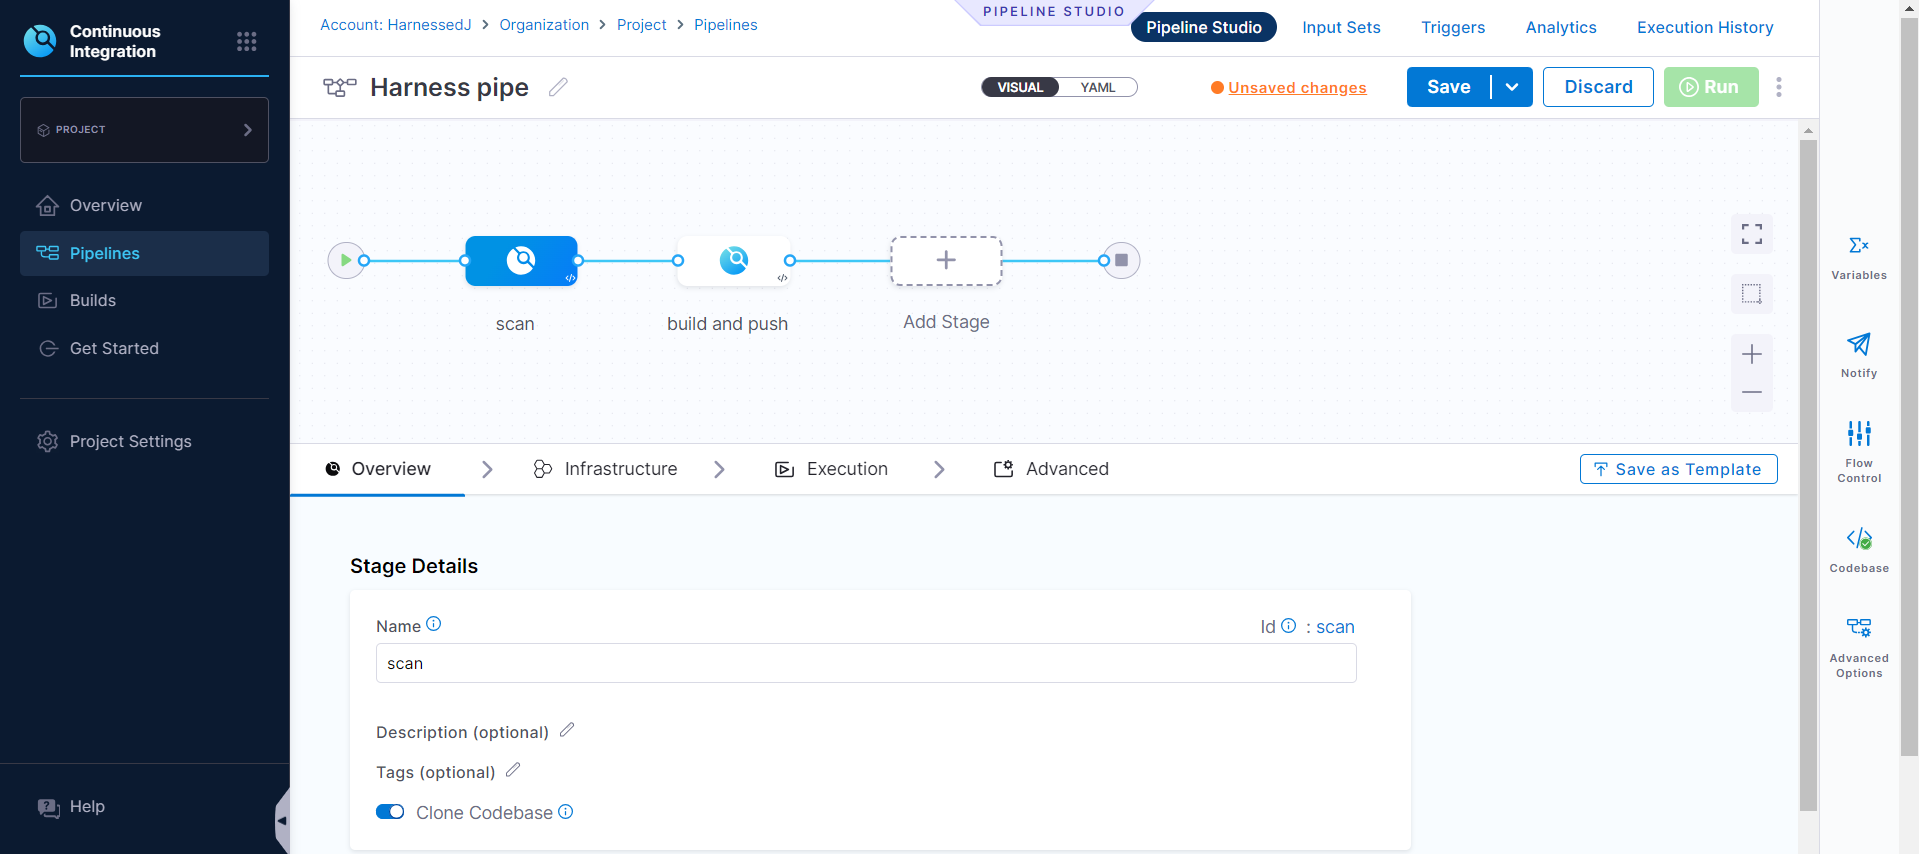 Continuous
Integration
PROJECT
Overview
Pipelines
Builds
Get Started
Project Settings
Help
Account: HarnessedJ > Organization > Project > Pipelines
PIPELINE STUDIO
Pipeline Studio
Input Sets
Triggers
Analytics
Execution History
Harness pipe
VISUAL
YAML
Unsaved changes
Save
Discard
Run
scan
build and push
Add Stage
Overview
Infrastructure
Execution
Advanced
Save as Template
Stage Details
Name
Id : scan
scan
Description (optional)
Tags (optional)
Clone Codebase
Variables
Notify
Flow
Control
Codebase
Advanced
Options